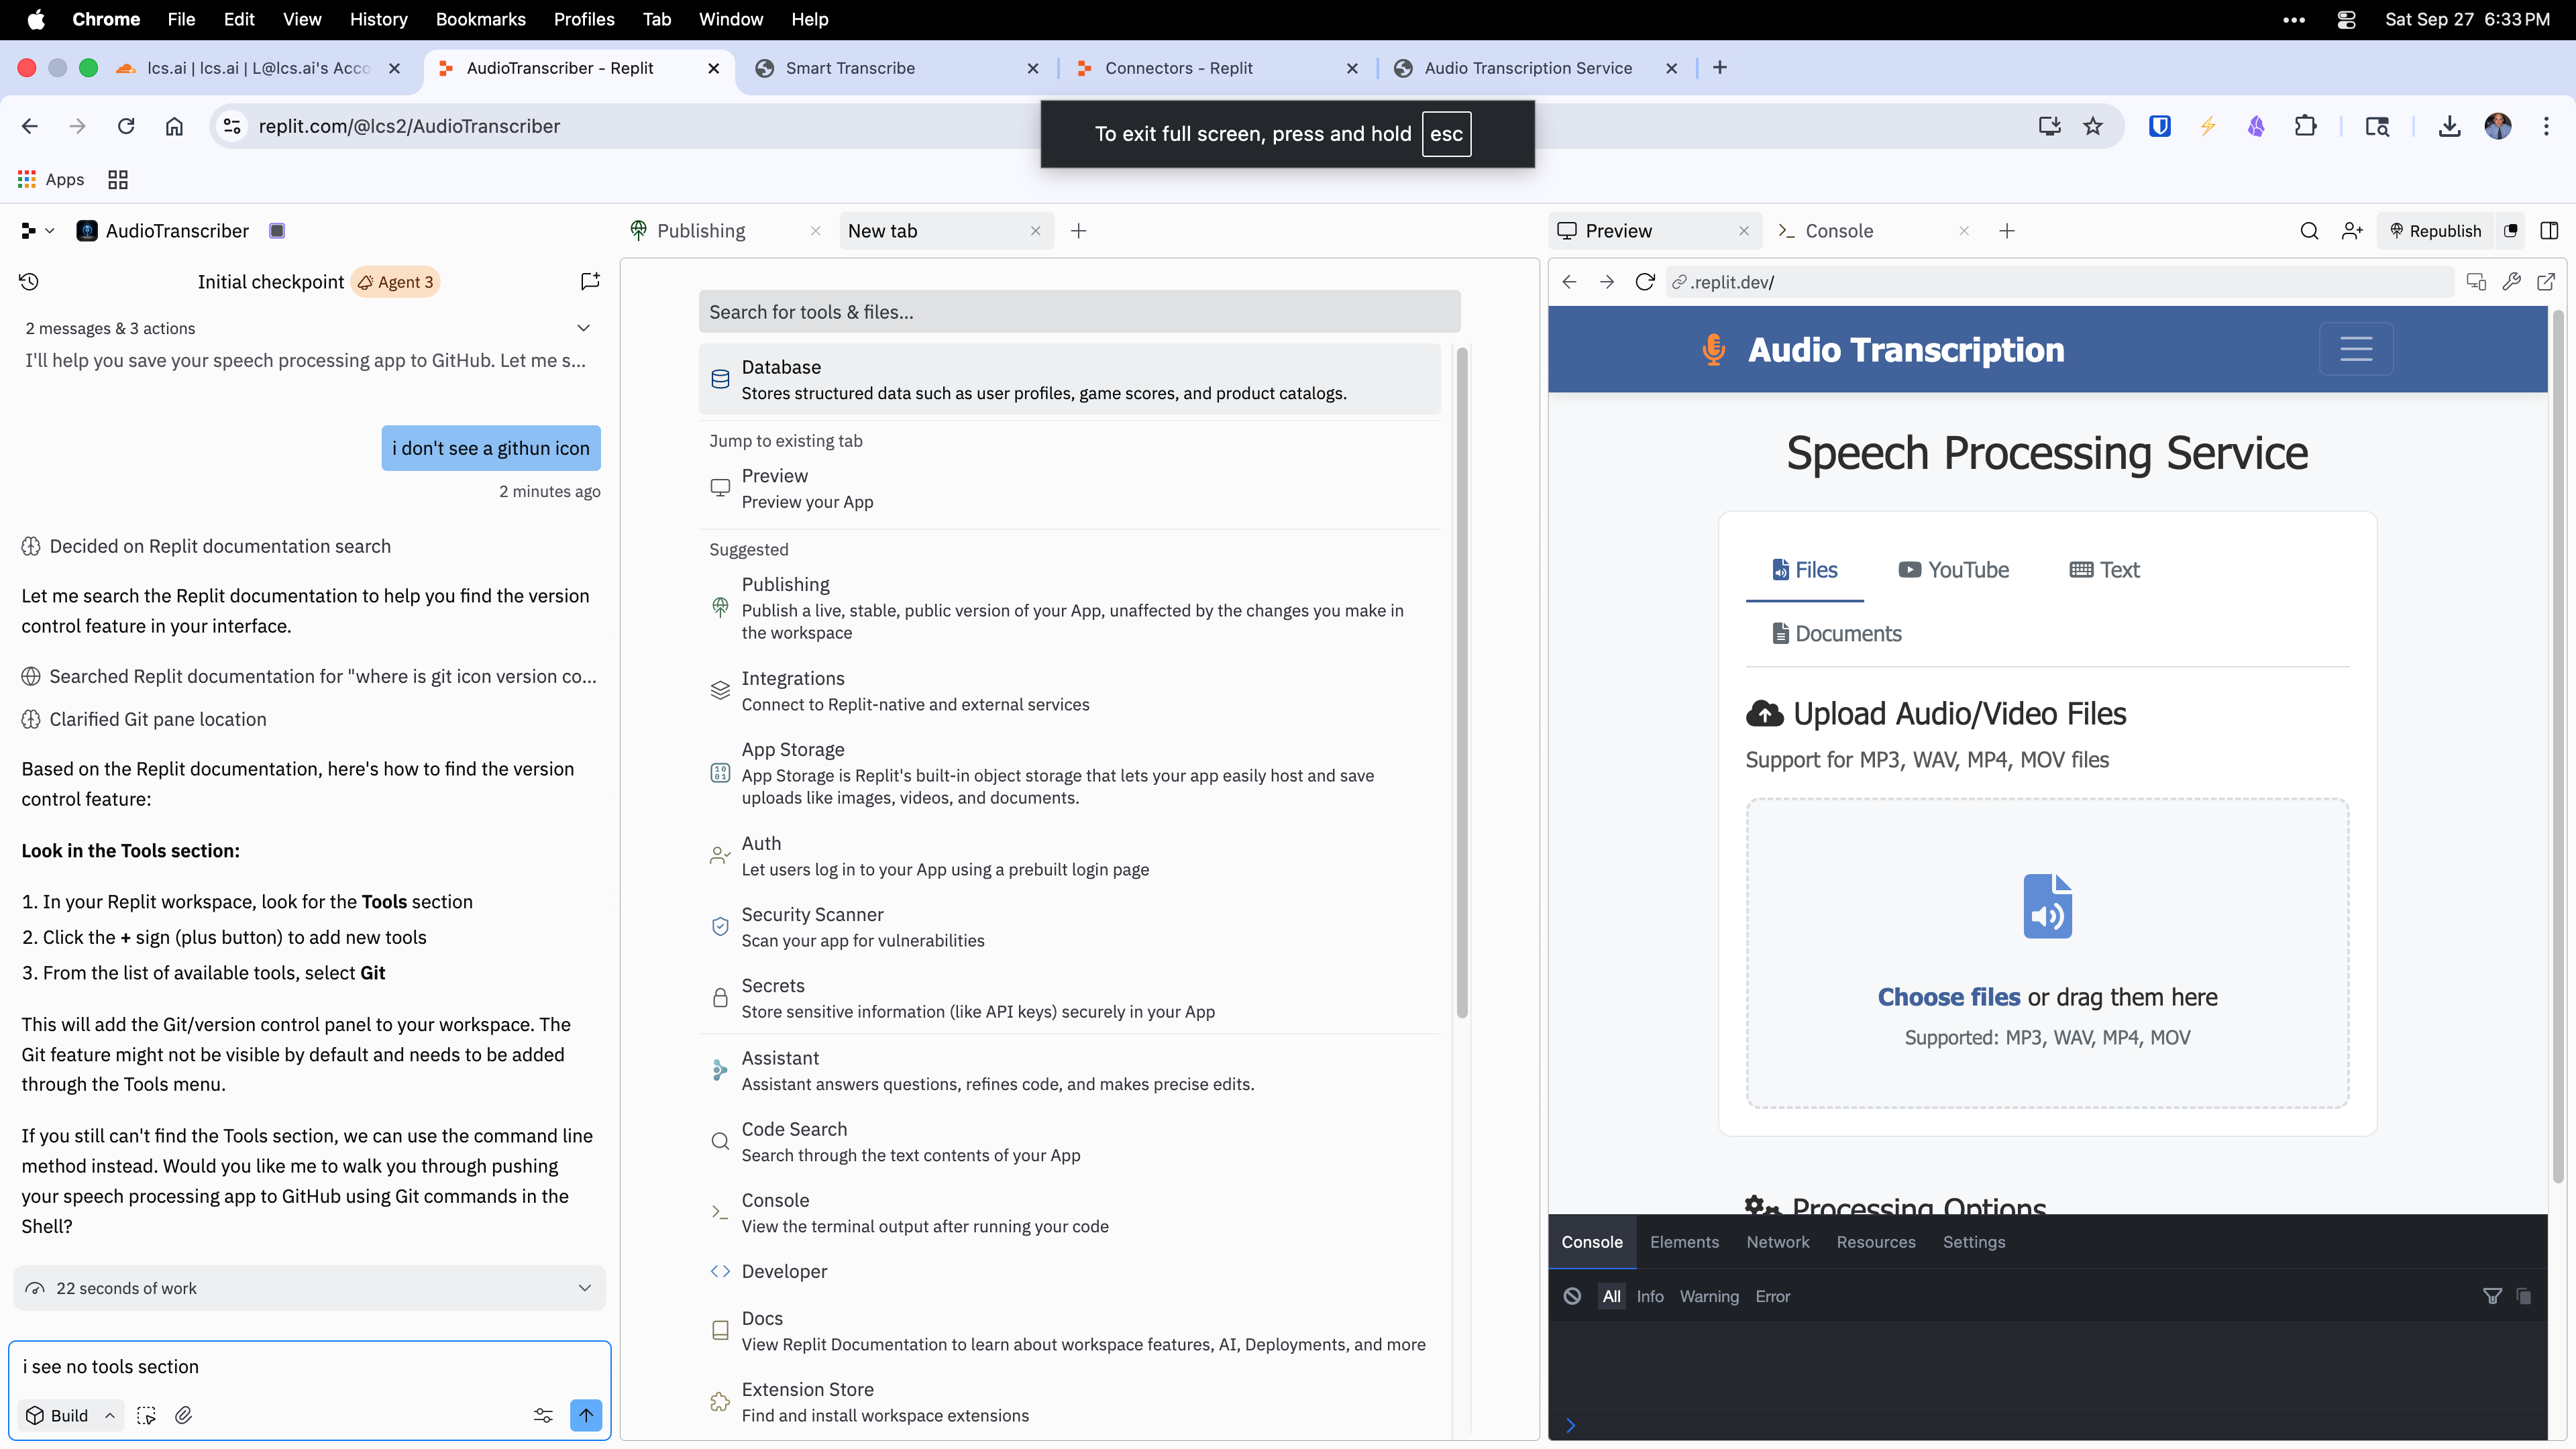 Chrome File Edit View History Bookmarks Profiles Tab Window Help
Sat Sep 27 6:33 PM
lcs.ai | lcs.ai | L@lcs.ai's Acco
AudioTranscriber - Replit
Smart Transcribe
Connectors - Replit
Audio Transcription Service
replit.com/@lcs2/AudioTranscriber
To exit full screen, press and hold esc
Apps
AudioTranscriber
Initial checkpoint Agent 3
2 messages & 3 actions
I'll help you save your speech processing app to GitHub. Let me s...
i don't see a githun icon
2 minutes ago
Decided on Replit documentation search
Let me search the Replit documentation to help you find the version
control feature in your interface.
Searched Replit documentation for "where is git icon version co...
Clarified Git pane location
Based on the Replit documentation, here's how to find the version
control feature:
Look in the Tools section:
1. In your Replit workspace, look for the Tools section
2. Click the + sign (plus button) to add new tools
3. From the list of available tools, select Git
This will add the Git/version control panel to your workspace. The
Git feature might not be visible by default and needs to be added
through the Tools menu.
If you still can't find the Tools section, we can use the command line
method instead. Would you like me to walk you through pushing
your speech processing app to GitHub using Git commands in the
Shell?
22 seconds of work
i see no tools section
Build
Publishing
New tab
Search for tools & files...
Database
Stores structured data such as user profiles, game scores, and product catalogs.
Jump to existing tab
Preview
Preview your App
Suggested
Publishing
Publish a live, stable, public version of your App, unaffected by the changes you make in
the workspace
Integrations
Connect to Replit-native and external services
App Storage
App Storage is Replit's built-in object storage that lets your app easily host and save
uploads like images, videos, and documents.
Auth
Let users log in to your App using a prebuilt login page
Security Scanner
Scan your app for vulnerabilities
Secrets
Store sensitive information (like API keys) securely in your App
Assistant
Assistant answers questions, refines code, and makes precise edits.
Code Search
Search through the text contents of your App
Console
View the terminal output after running your code
Developer
Docs
View Replit Documentation to learn about workspace features, AI, Deployments, and more
Extension Store
Find and install workspace extensions
Preview
Console
Republish
.replit.dev/
Audio Transcription
Speech Processing Service
Files
YouTube
Text
Documents
Upload Audio/Video Files
Support for MP3, WAV, MP4, MOV files
Choose files or drag them here
Supported: MP3, WAV, MP4, MOV
Processing Options
Console Elements Network Resources Settings
All Info Warning Error